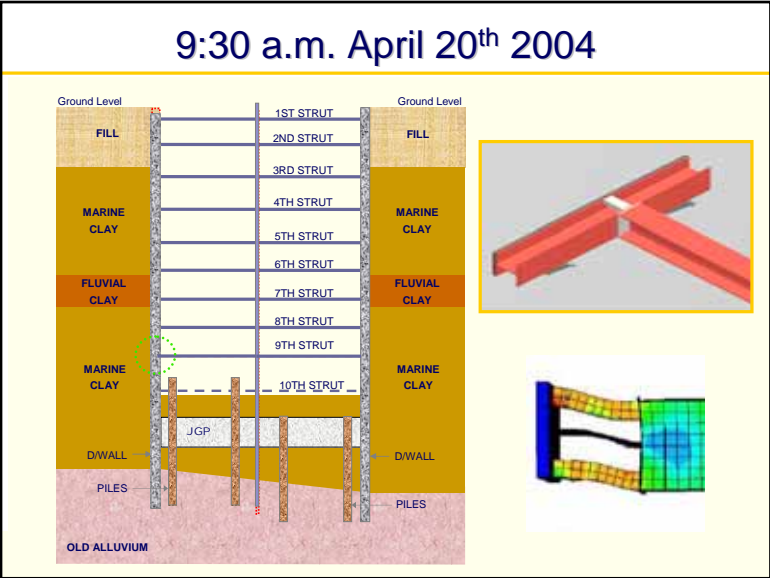 9:30 a.m. April 20th 2004
Ground Level
Ground Level
1ST STRUT
FILL
2ND STRUT
FILL
3RD STRUT
4TH STRUT
MARINE
CLAY
MARINE
CLAY
5TH STRUT
6TH STRUT
FLUVIAL
CLAY
7TH STRUT
FLUVIAL
CLAY
8TH STRUT
9TH STRUT
MARINE
CLAY
10TH STRUT
MARINE
CLAY
JGP
D/WALL
D/WALL
PILES
PILES
OLD ALLUVIUM